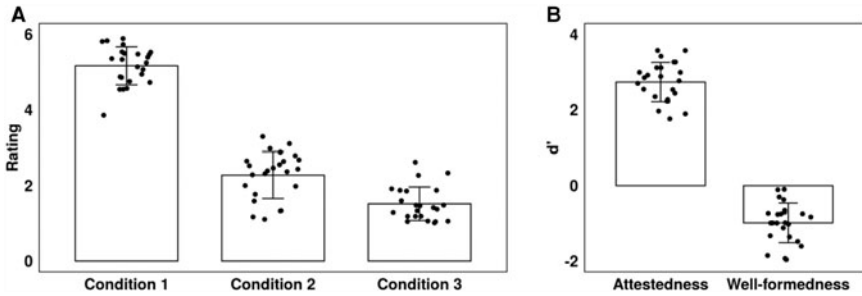 A
Rating
6
4
2
0
Condition 1 Condition 2 Condition 3
B
d'
4
2
0
-2
Attestedness Well-formedness